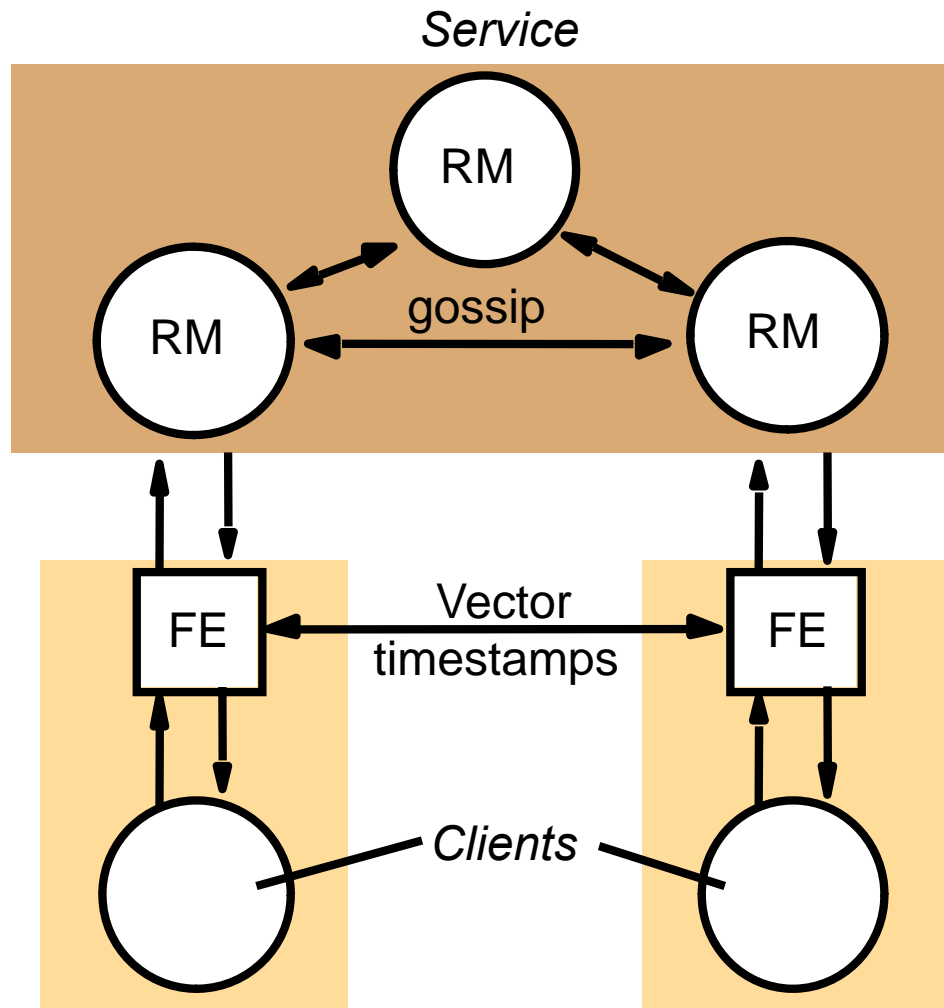 Service
RM
RM
gossip
RM
FE
Vector
timestamps
FE
Clients